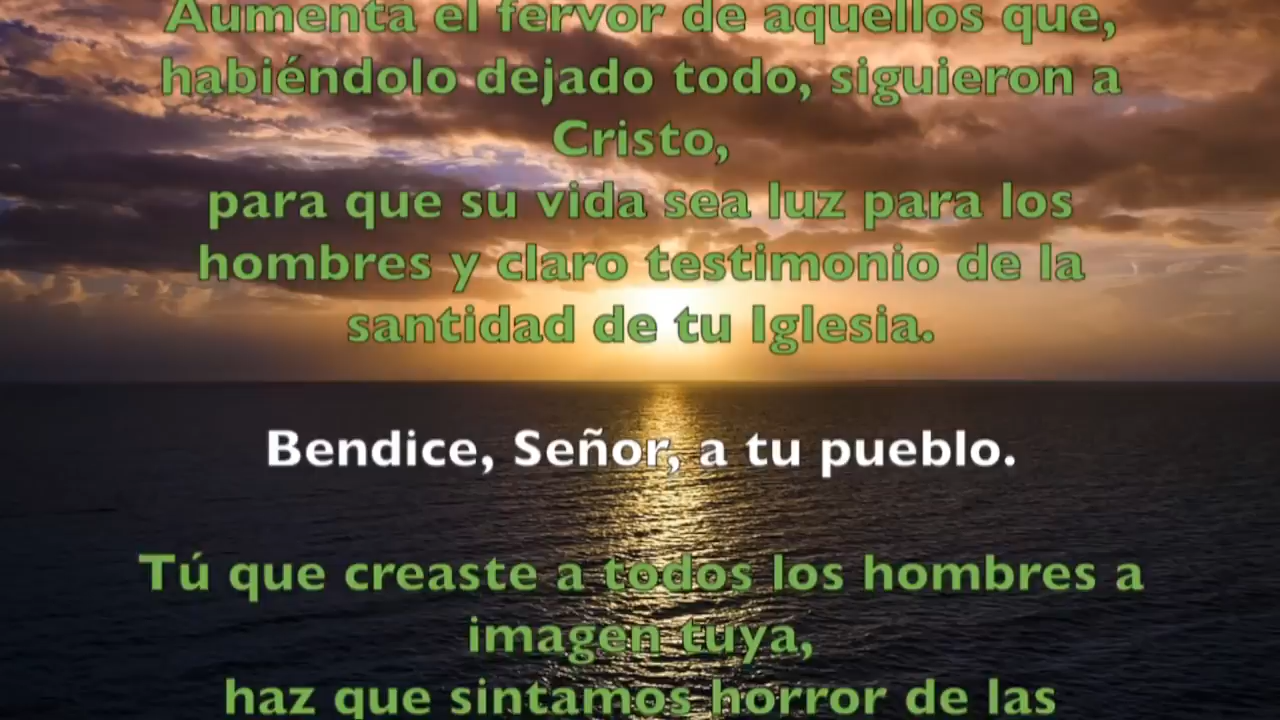 Aumenta el fervor de aquellos que,
habiéndolo dejado todo, siguieron a
Cristo,
para que su vida sea luz para los
hombres y claro testimonio de la
santidad de tu Iglesia.
Bendice, Señor, a tu pueblo.
Tú que creaste a todos los hombres a
imagen tuya,
haz que sintamos horror de las